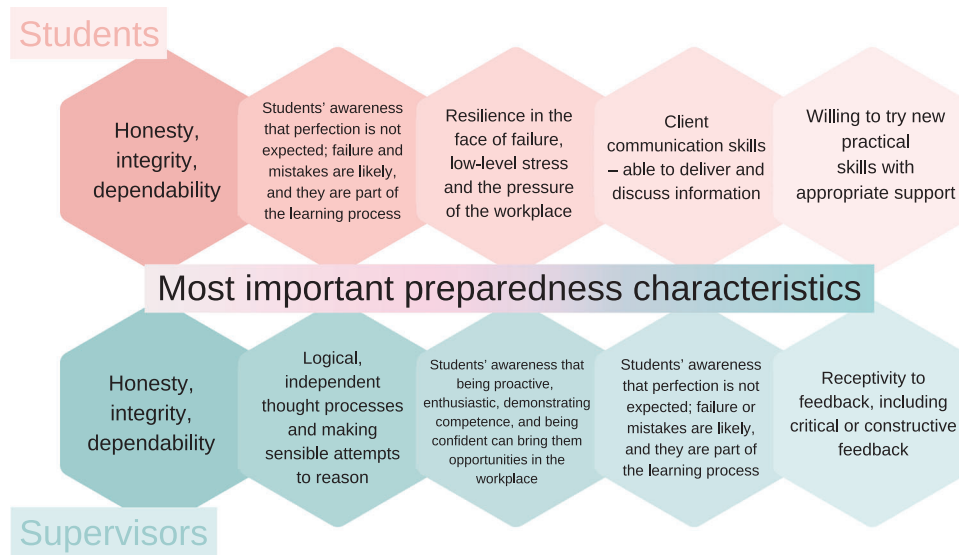 Students
Honesty,
integrity,
dependability
Students’ awareness
that perfection is not
expected; failure and
mistakes are likely,
and they are part of
the learning process
Resilience in the
face of failure,
low-level stress
and the pressure
of the workplace
Client
communication skills
– able to deliver and
discuss information
Willing to try new
practical
skills with
appropriate support
Most important preparedness characteristics
Honesty,
integrity,
dependability
Logical,
independent
thought processes
and making
sensible attempts
to reason
Students’ awareness that
being proactive,
enthusiastic, demonstrating
competence, and being
confident can bring them
opportunities in the
workplace
Students’ awareness
that perfection is not
expected; failure or
mistakes are likely,
and they are part of
the learning process
Receptivity to
feedback, including
critical or constructive
feedback
Supervisors